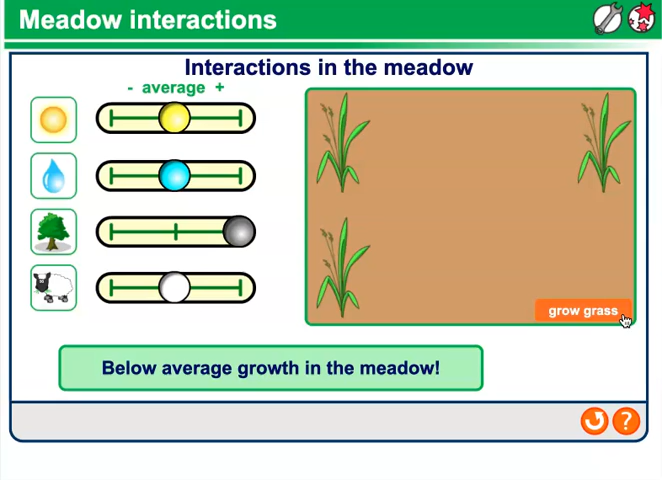 Meadow interactions
Interactions in the meadow
- average +
grow grass
Below average growth in the meadow!
?